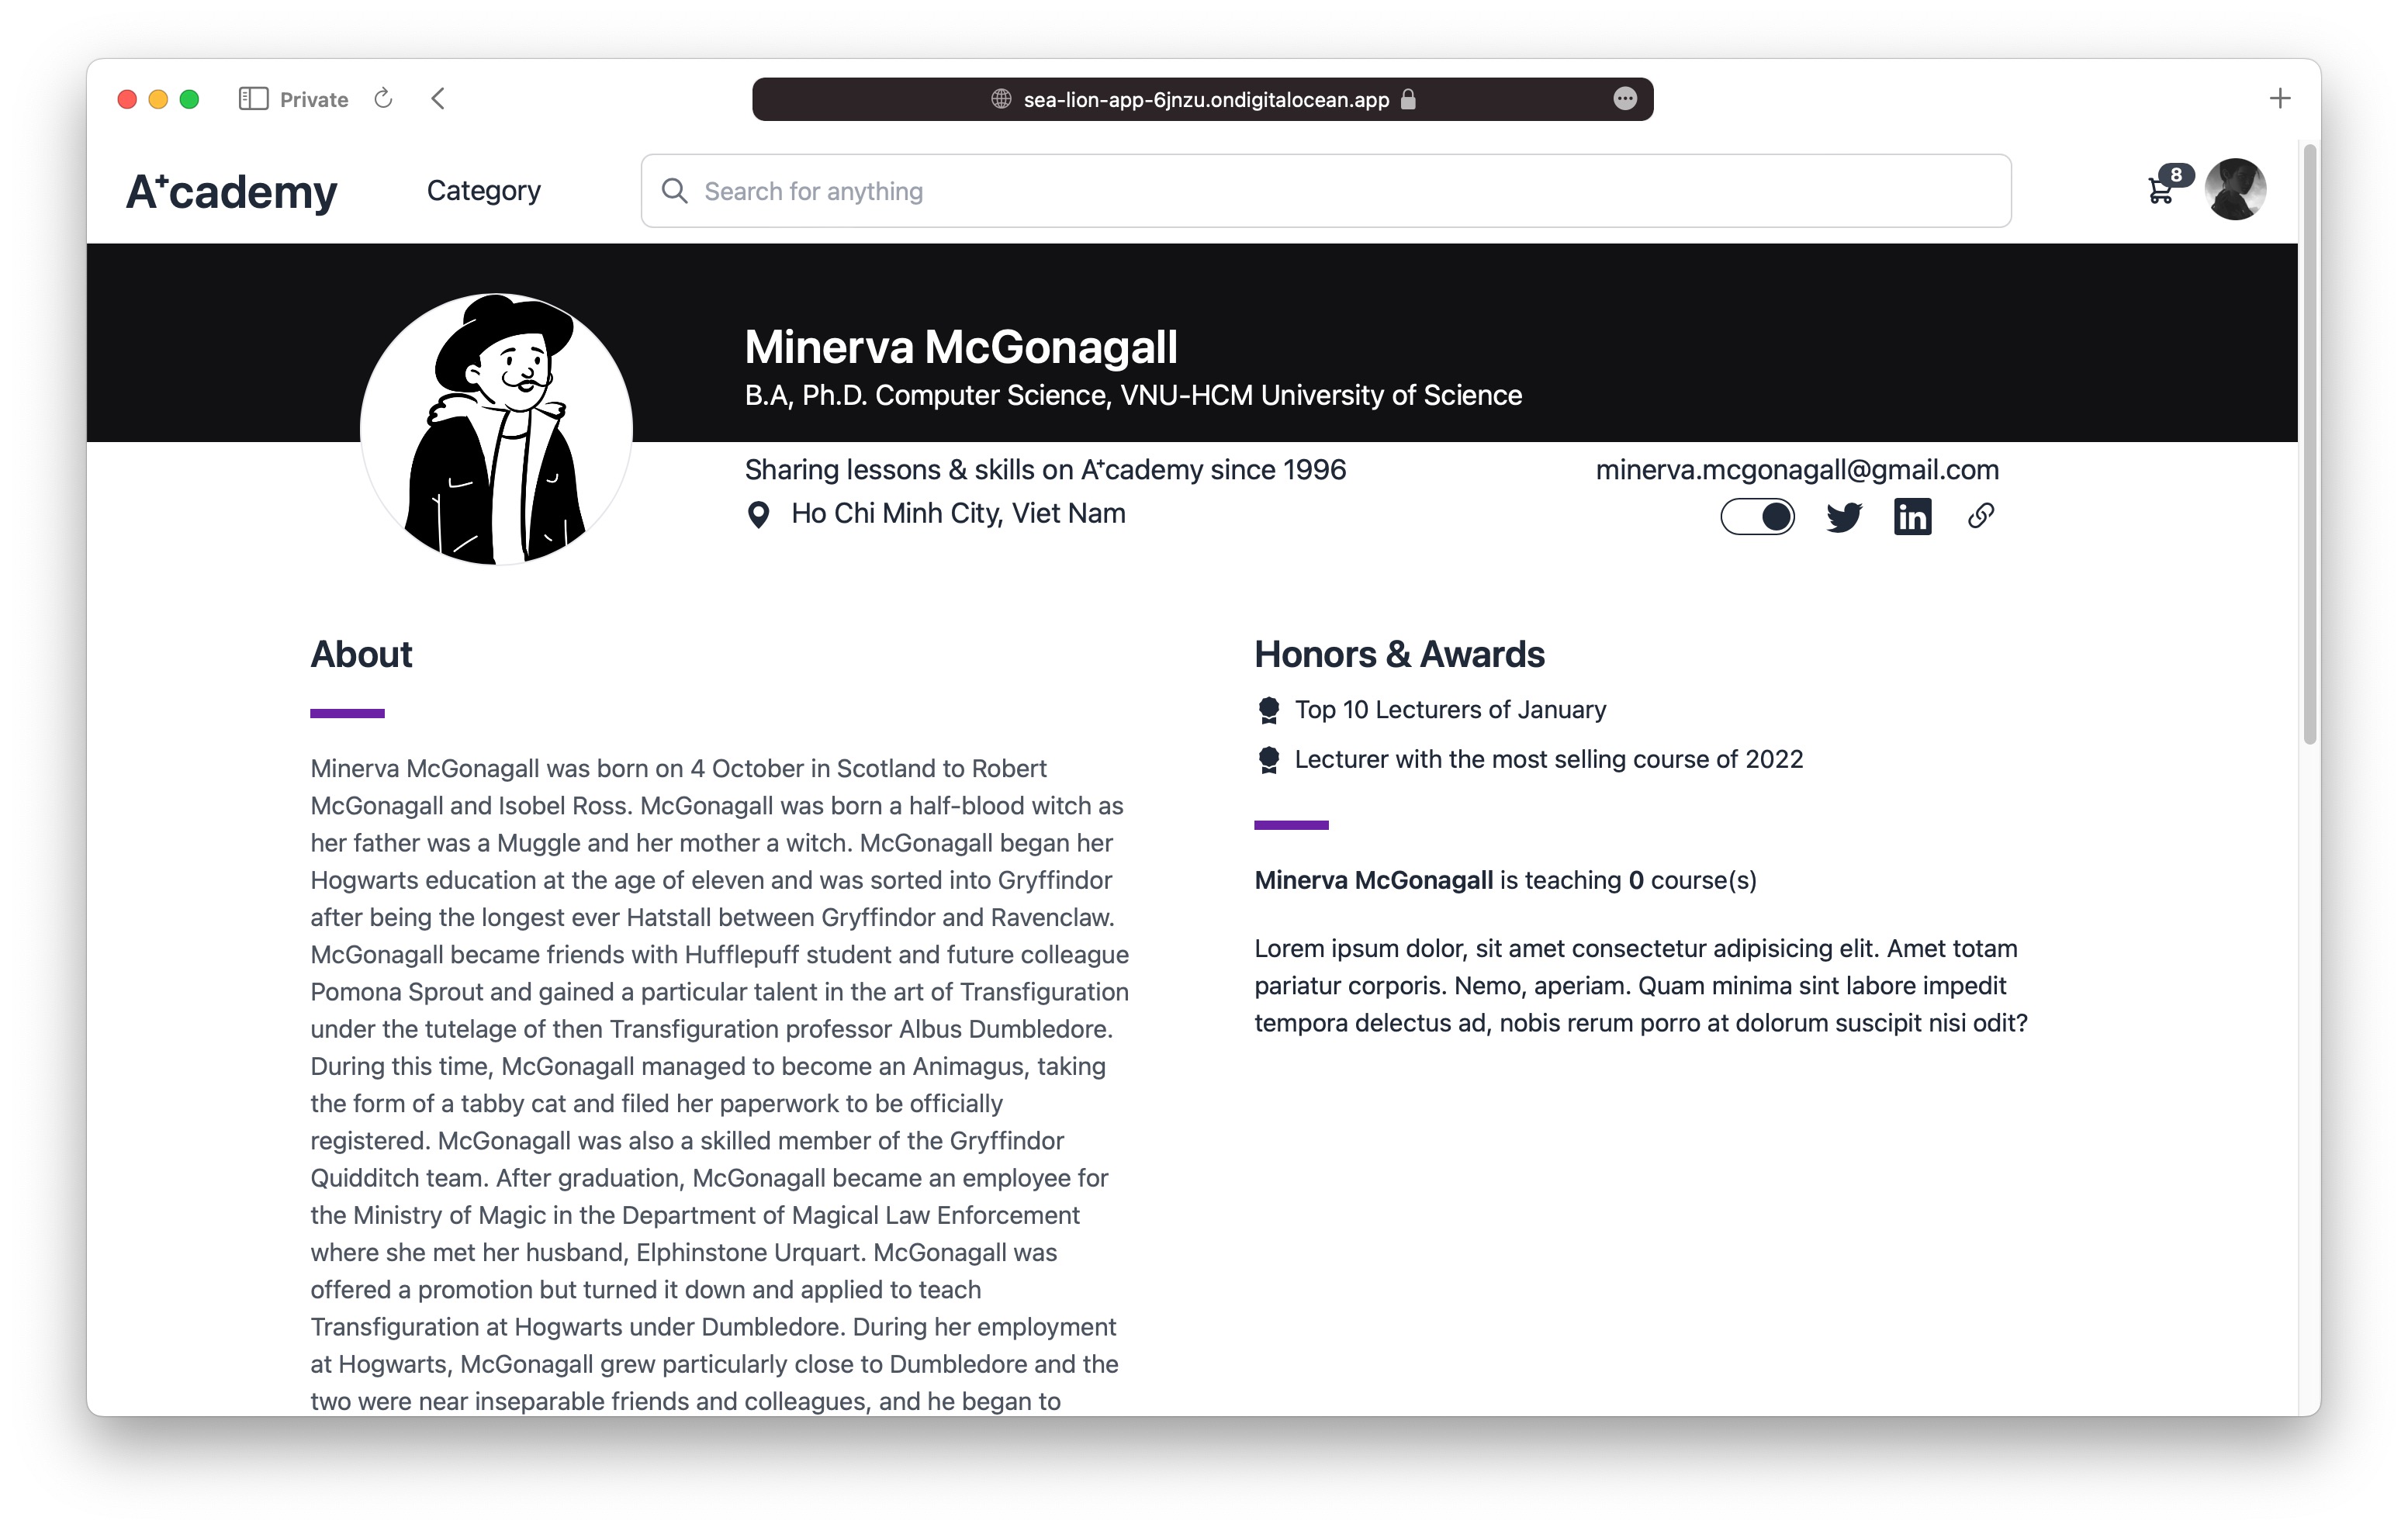 Private
sea-lion-app-6jnzu.ondigitalocean.app
A⁺cademy
Category
Search for anything
8
Minerva McGonagall
B.A, Ph.D. Computer Science, VNU-HCM University of Science
Sharing lessons & skills on A⁺cademy since 1996
minerva.mcgonagall@gmail.com
Ho Chi Minh City, Viet Nam
in
About
Minerva McGonagall was born on 4 October in Scotland to Robert
McGonagall and Isobel Ross. McGonagall was born a half-blood witch as
her father was a Muggle and her mother a witch. McGonagall began her
Hogwarts education at the age of eleven and was sorted into Gryffindor
after being the longest ever Hatstall between Gryffindor and Ravenclaw.
McGonagall became friends with Hufflepuff student and future colleague
Pomona Sprout and gained a particular talent in the art of Transfiguration
under the tutelage of then Transfiguration professor Albus Dumbledore.
During this time, McGonagall managed to become an Animagus, taking
the form of a tabby cat and filed her paperwork to be officially
registered. McGonagall was also a skilled member of the Gryffindor
Quidditch team. After graduation, McGonagall became an employee for
the Ministry of Magic in the Department of Magical Law Enforcement
where she met her husband, Elphinstone Urquart. McGonagall was
offered a promotion but turned it down and applied to teach
Transfiguration at Hogwarts under Dumbledore. During her employment
at Hogwarts, McGonagall grew particularly close to Dumbledore and the
two were near inseparable friends and colleagues, and he began to
Honors & Awards
Top 10 Lecturers of January
Lecturer with the most selling course of 2022
Minerva McGonagall is teaching 0 course(s)
Lorem ipsum dolor, sit amet consectetur adipisicing elit. Amet totam
pariatur corporis. Nemo, aperiam. Quam minima sint labore impedit
tempora delectus ad, nobis rerum porro at dolorum suscipit nisi odit?